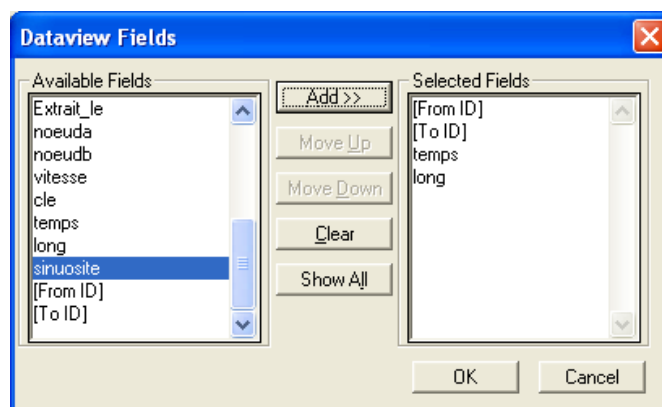 Dataview Fields
Available Fields
Extrait_le
noeuda
noeudb
vitesse
cle
temps
long
sinuosite
[From ID]
[To ID]
Add >>
Move Up
Move Down
Clear
Show All
Selected Fields
[From ID]
[To ID]
temps
long
OK
Cancel